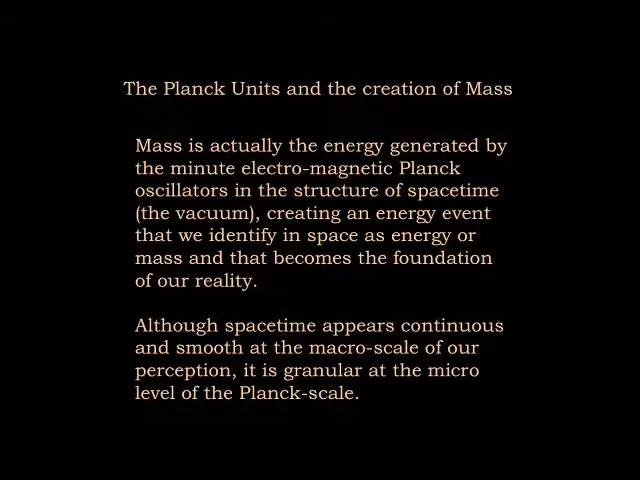 The Planck Units and the creation of Mass
Mass is actually the energy generated by
the minute electro-magnetic Planck
oscillators in the structure of spacetime
(the vacuum), creating an energy event
that we identify in space as energy or
mass and that becomes the foundation
of our reality.
Although spacetime appears continuous
and smooth at the macro-scale of our
perception, it is granular at the micro
level of the Planck-scale.